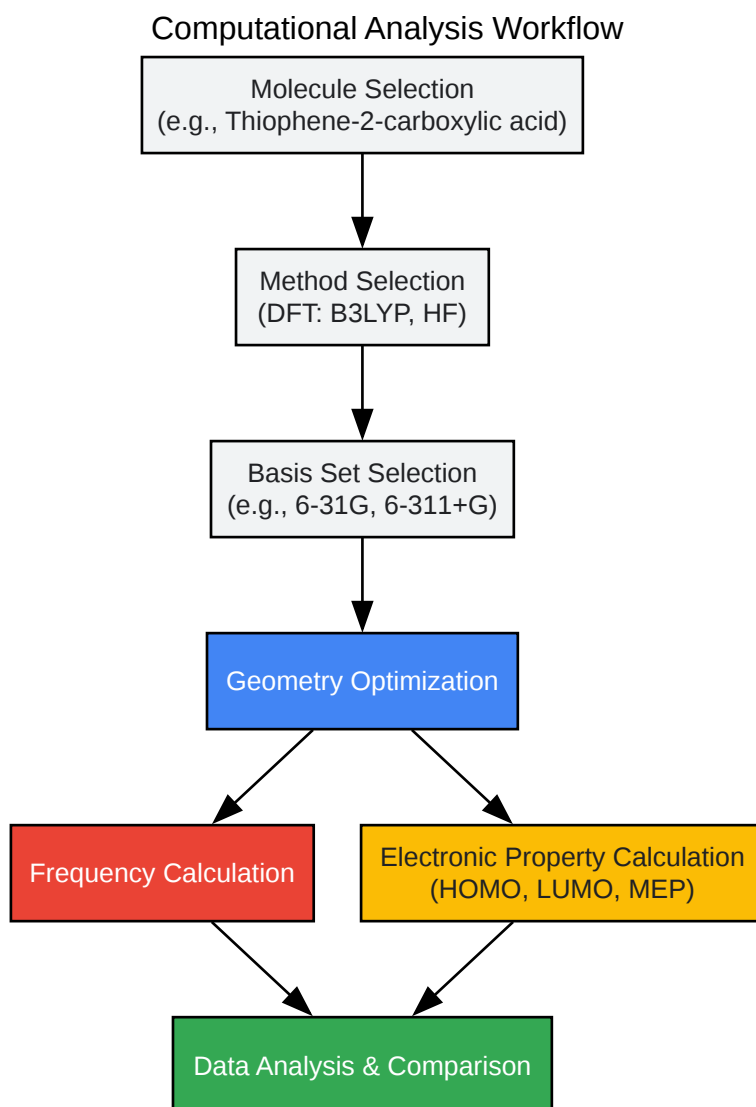 Computational Analysis Workflow
Molecule Selection
(e.g., Thiophene-2-carboxylic acid)
Method Selection
(DFT: B3LYP, HF)
Basis Set Selection
(e.g., 6-31G, 6-311+G)
Geometry Optimization
Frequency Calculation
Electronic Property Calculation
(HOMO, LUMO, MEP)
Data Analysis & Comparison